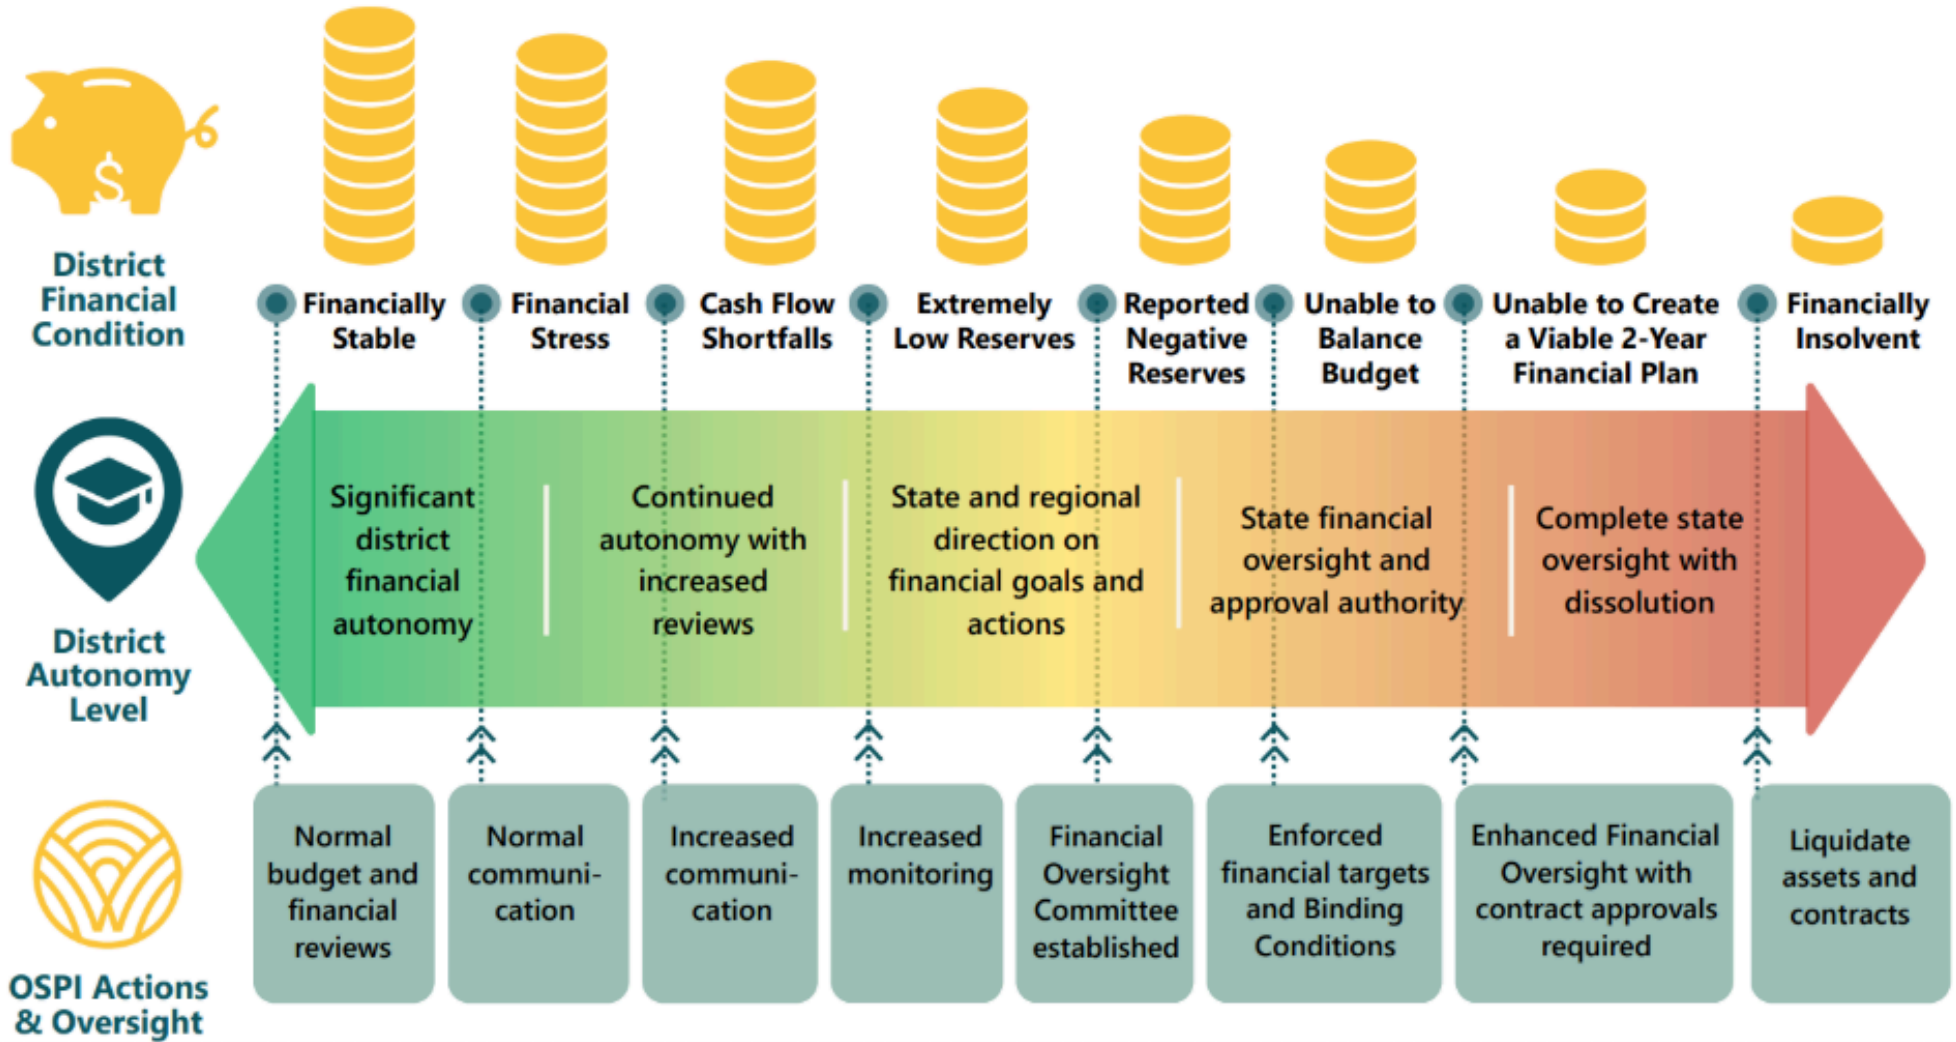 $
District
Financial
Condition
Financially
Stable
Financial
Stress
Cash Flow
Shortfalls
Extremely
Low Reserves
Reported
Negative
Reserves
Unable to
Balance
Budget
Unable to Create
a Viable 2-Year
Financial Plan
Financially
Insolvent
District
Autonomy
Level
Significant
district
financial
autonomy
Continued
autonomy with
increased
reviews
State and regional
direction on
financial goals and
actions
State financial
oversight and
approval authority
Complete state
oversight with
dissolution
OSPI Actions
& Oversight
Normal
budget and
financial
reviews
Normal
communi-
cation
Increased
communi-
cation
Increased
monitoring
Financial
Oversight
Committee
established
Enforced
financial targets
and Binding
Conditions
Enhanced Financial
Oversight with
contract approvals
required
Liquidate
assets and
contracts